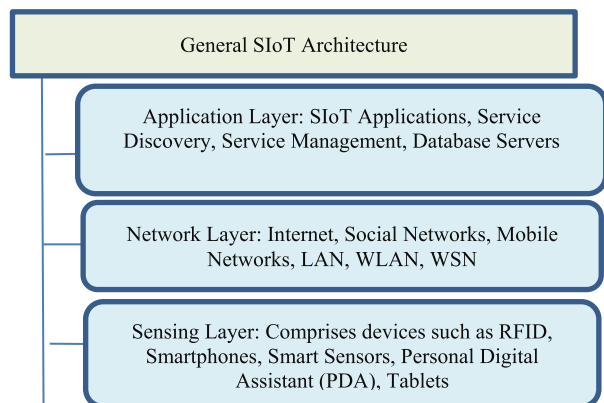 General SIoT Architecture
Application Layer: SIoT Applications, Service
Discovery, Service Management, Database Servers
Network Layer: Internet, Social Networks, Mobile
Networks, LAN, WLAN, WSN
Sensing Layer: Comprises devices such as RFID,
Smartphones, Smart Sensors, Personal Digital
Assistant (PDA), Tablets